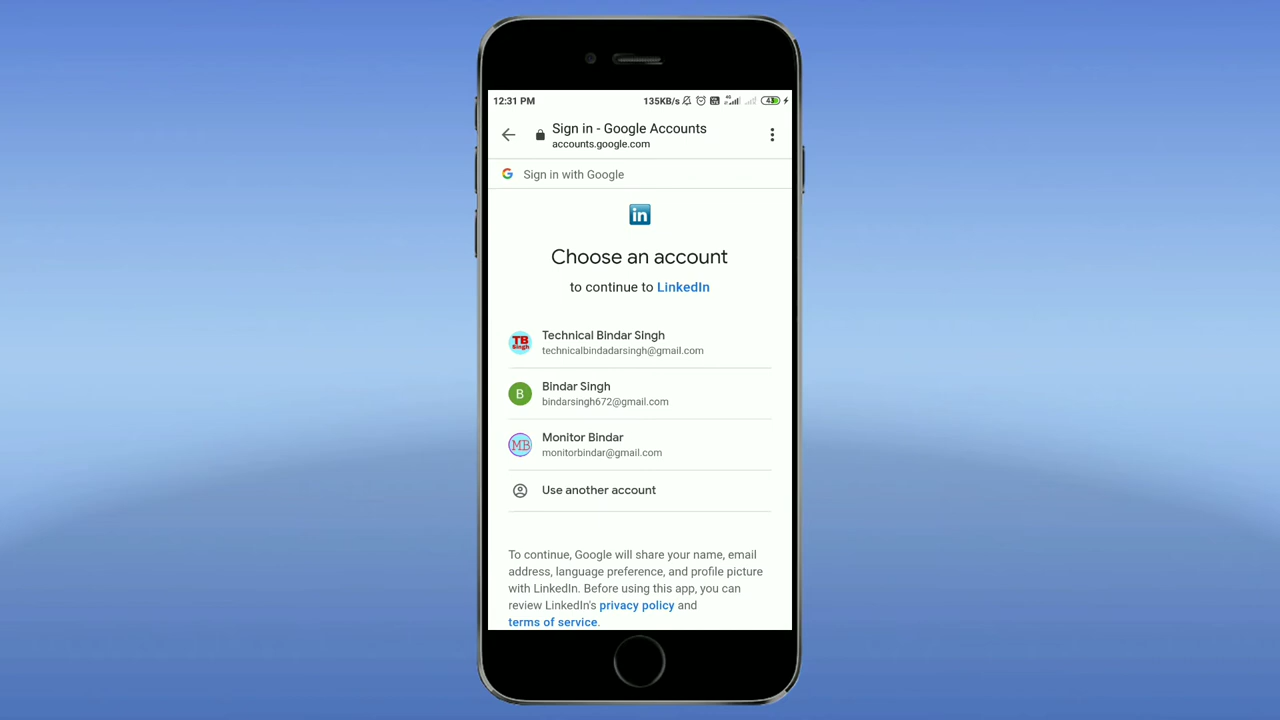 12:31 PM
135KB/s
4G
43
Sign in - Google Accounts
accounts.google.com
G Sign in with Google
in
Choose an account
to continue to LinkedIn
TB Singh
Technical Bindar Singh
technicalbindadarsingh@gmail.com
B
Bindar Singh
bindarsingh672@gmail.com
MB
Monitor Bindar
monitorbindar@gmail.com
Use another account
To continue, Google will share your name, email
address, language preference, and profile picture
with LinkedIn. Before using this app, you can
review LinkedIn's privacy policy and
terms of service.